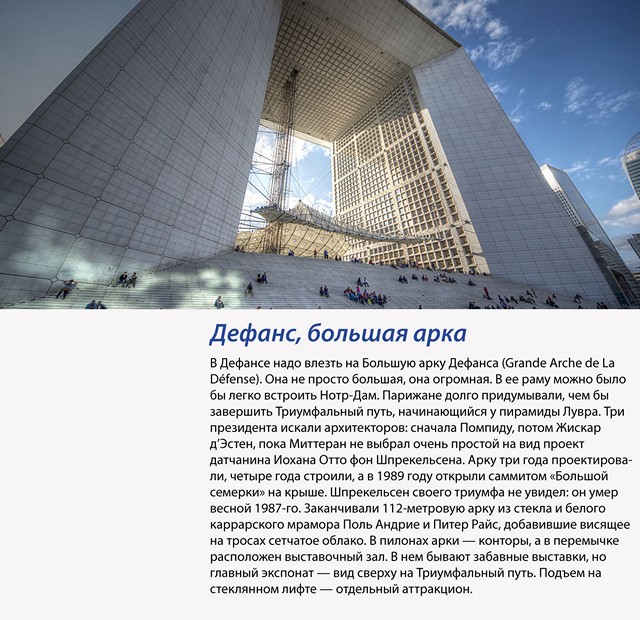 Дефанс, большая арка
В Дефансе надо влезть на Большую арку Дефанса (Grande Arche de La
Défense). Она не просто большая, она огромная. В ее раму можно было
бы легко встроить Нотр-Дам. Парижане долго придумывали, чем бы
завершить Триумфальный путь, начинающийся у пирамиды Лувра. Три
президента искали архитекторов: сначала Помпиду, потом Жискар
д’Эстен, пока Миттеран не выбрал очень простой на вид проект
датчанина Иохана Отто фон Шпрекельсена. Арку три года проектирова-
ли, четыре года строили, а в 1989 году открыли саммитом «Большой
семерки» на крыше. Шпрекельсен своего триумфа не увидел: он умер
весной 1987-го. Заканчивали 112-метровую арку из стекла и белого
каррарского мрамора Поль Андрие и Питер Райс, добавившие висящее
на тросах сетчатое облако. В пилонах арки — конторы, а в перемычке
расположен выставочный зал. В нем бывают забавные выставки, но
главный экспонат — вид сверху на Триумфальный путь. Подъем на
стеклянном лифте — отдельный аттракцион.